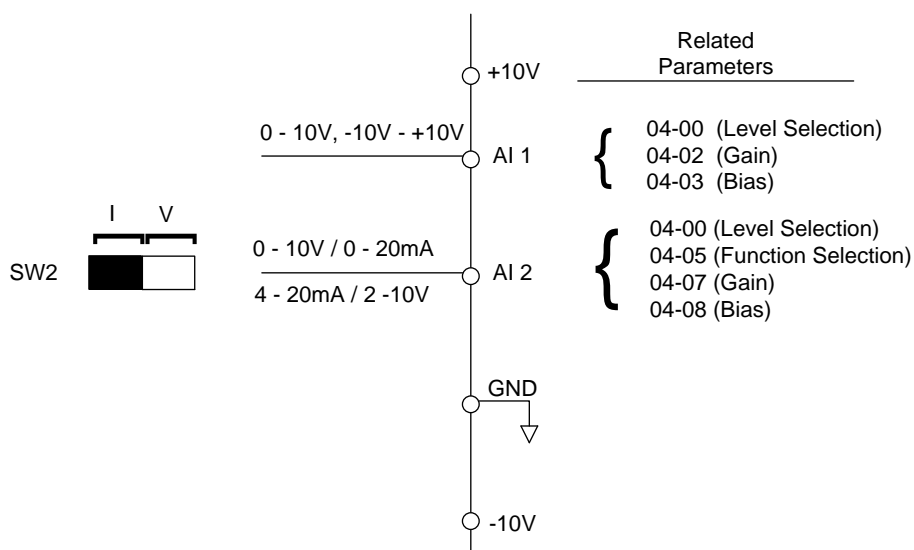 Related
Parameters
+10V
0 - 10V, -10V - +10V
AI 1
{
04-00 (Level Selection)
04-02 (Gain)
04-03 (Bias)
I V
SW2
0 - 10V / 0 - 20mA
4 - 20mA / 2 -10V
AI 2
{
04-00 (Level Selection)
04-05 (Function Selection)
04-07 (Gain)
04-08 (Bias)
GND
-10V